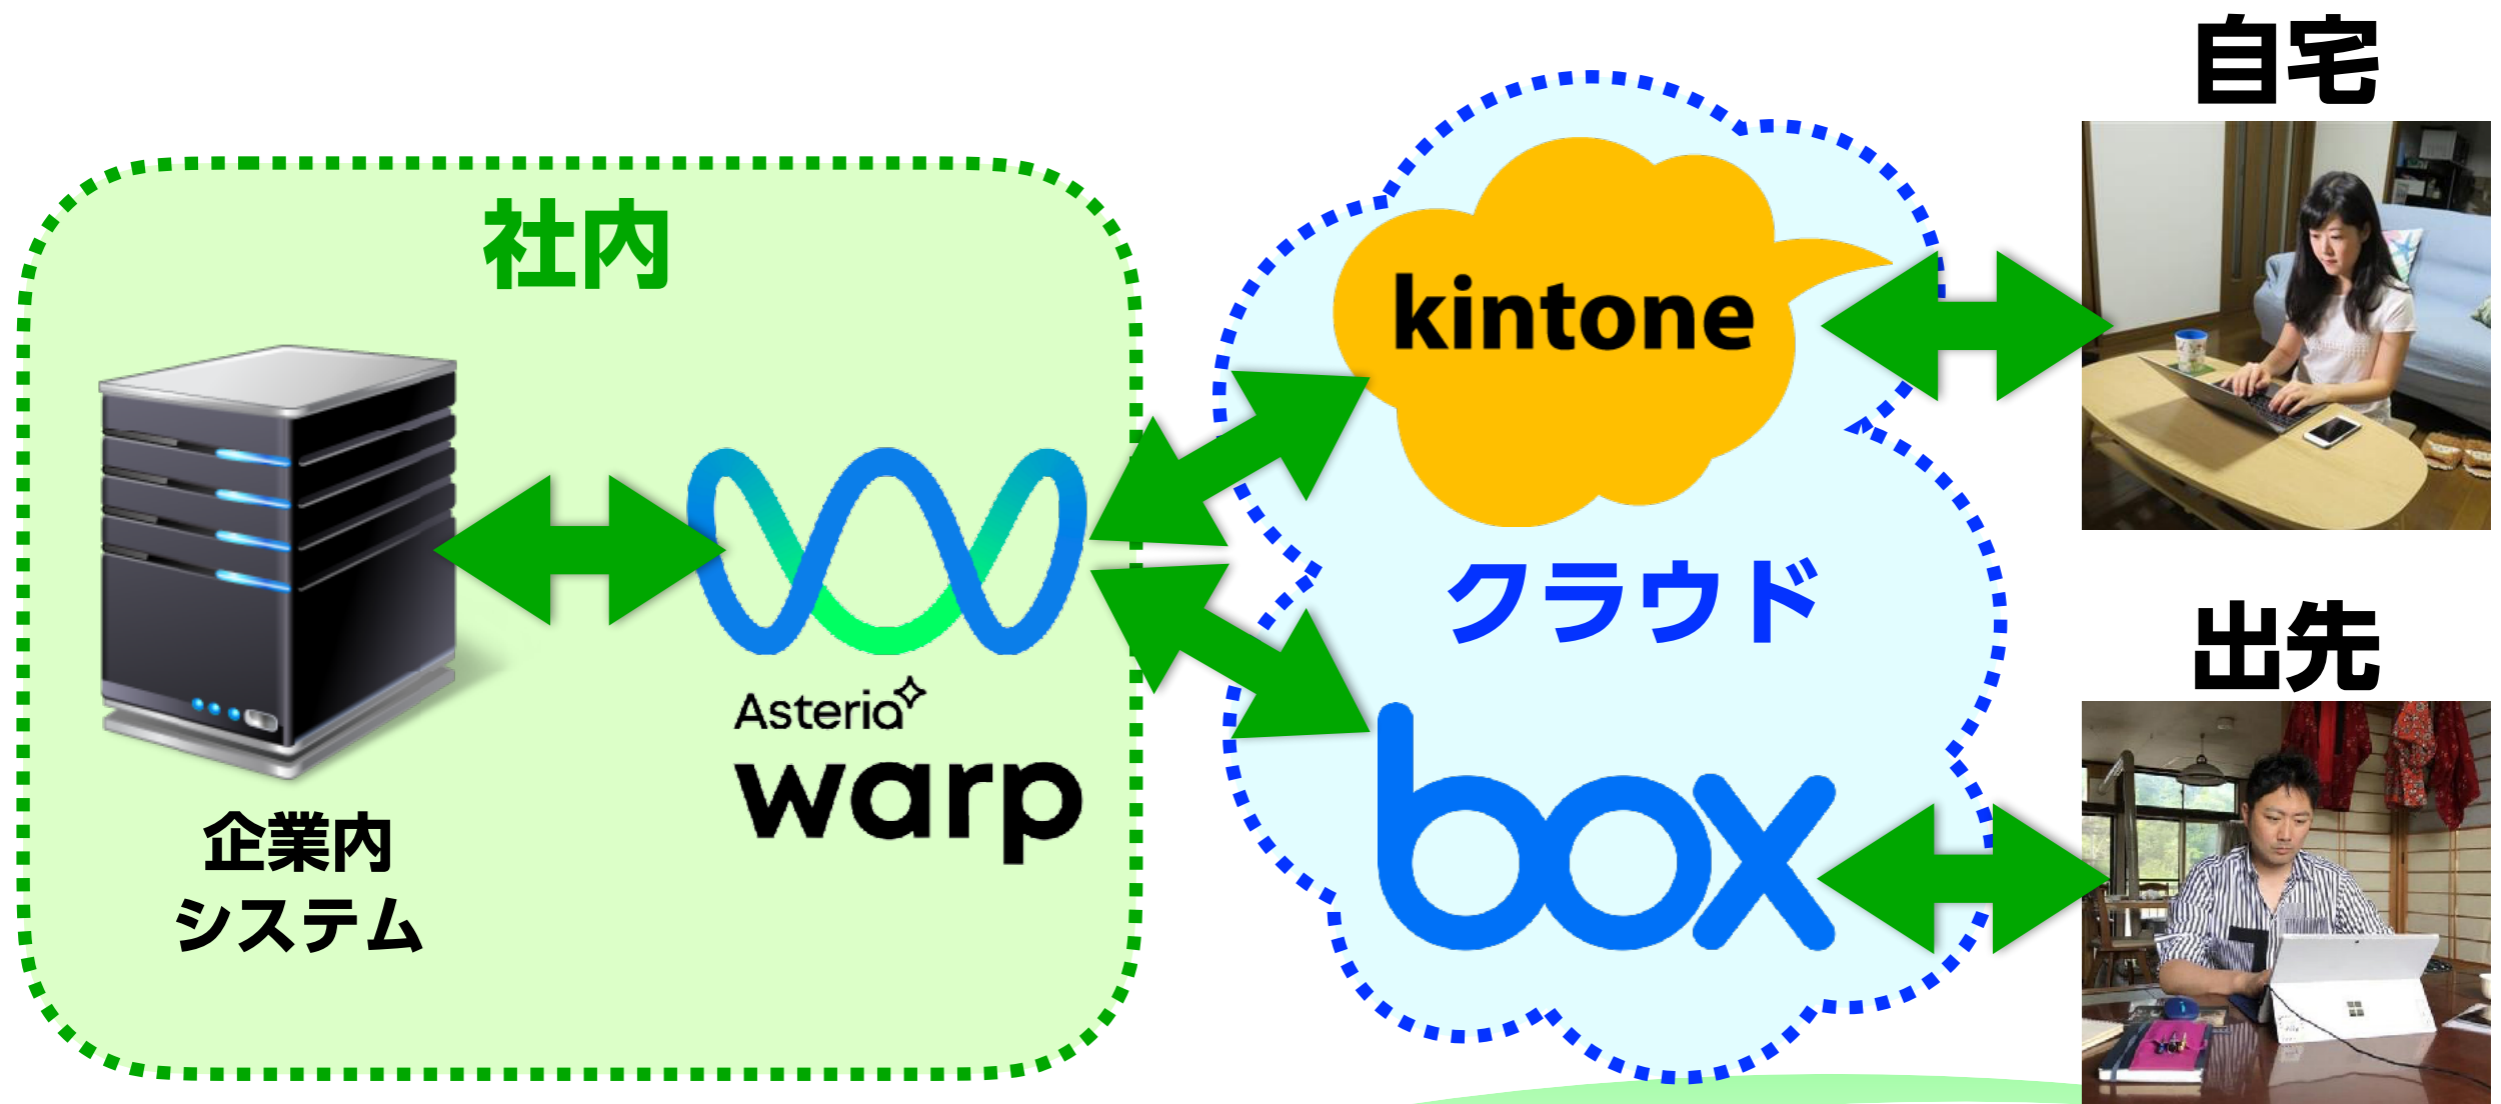 社内
企業内
システム
Asteria
warp
kintone
クラウド
box
自宅
出先